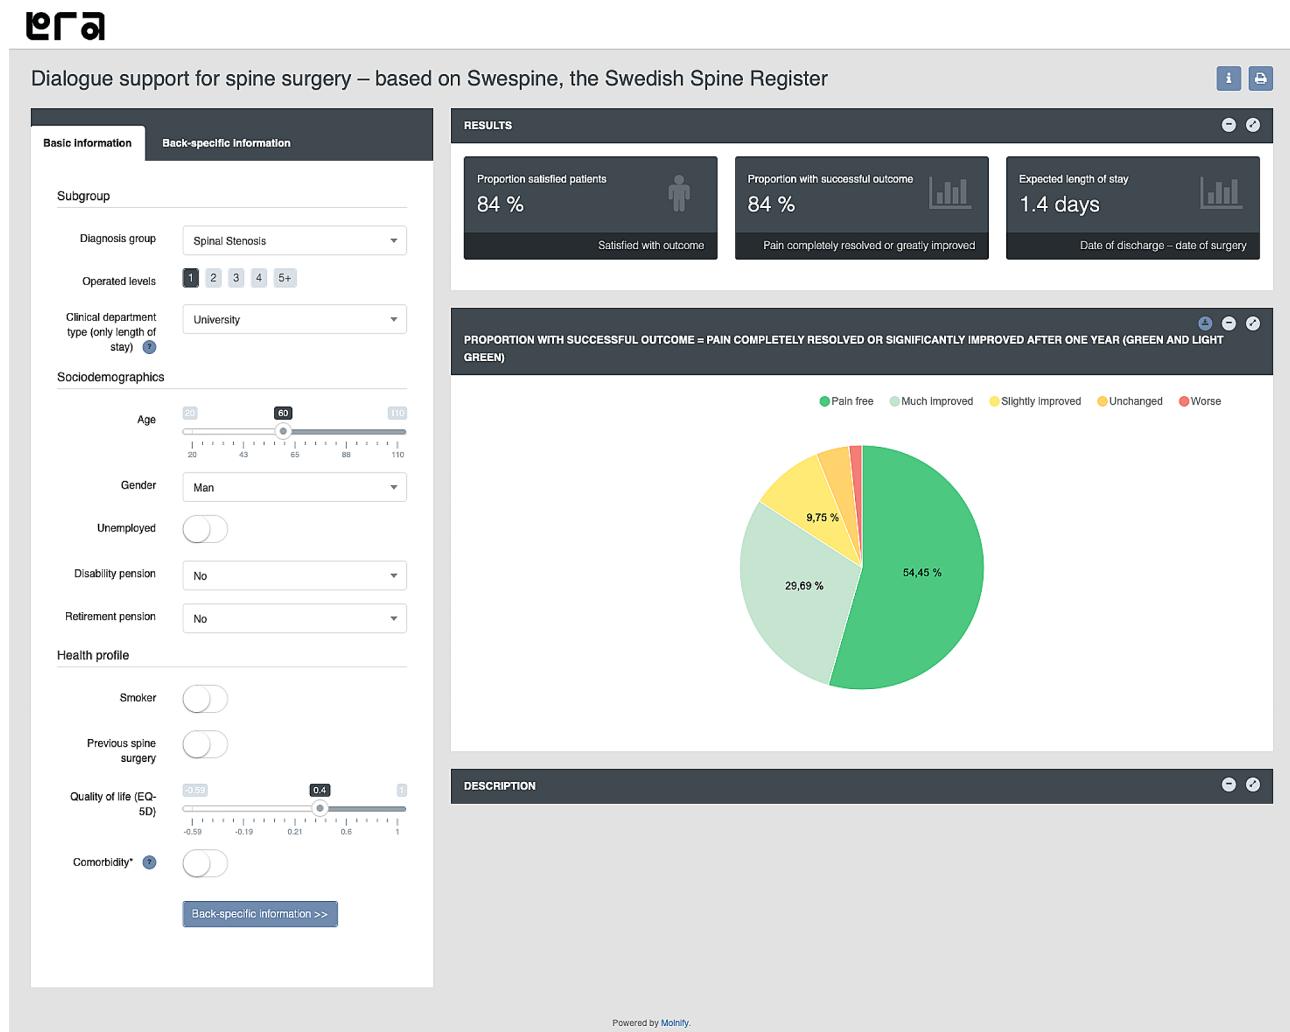 era
Dialogue support for spine surgery – based on Swespine, the Swedish Spine Register
Basic information
Back-specific information
Subgroup
Diagnosis group
Spinal Stenosis
Operated levels
1 2 3 4 5+
Clinical department
type (only length of
stay) ?
University
Sociodemographics
Age
20 60 110
20 43 65 88 110
Gender
Man
Unemployed
Disability pension
No
Retirement pension
No
Health profile
Smoker
Previous spine
surgery
Quality of life (EQ-
5D)
-0.59 0.4 1
-0.59 -0.19 0.21 0.6 1
Comorbidity* ?
Back-specific information >>
RESULTS
Proportion satisfied patients
84 %
Satisfied with outcome
Proportion with successful outcome
84 %
Pain completely resolved or greatly improved
Expected length of stay
1.4 days
Date of discharge – date of surgery
PROPORTION WITH SUCCESSFUL OUTCOME = PAIN COMPLETELY RESOLVED OR SIGNIFICANTLY IMPROVED AFTER ONE YEAR (GREEN AND LIGHT
GREEN)
Pain free Much improved Slightly improved Unchanged Worse
9,75 %
54,45 %
29,69 %
DESCRIPTION
Powered by Molnify.